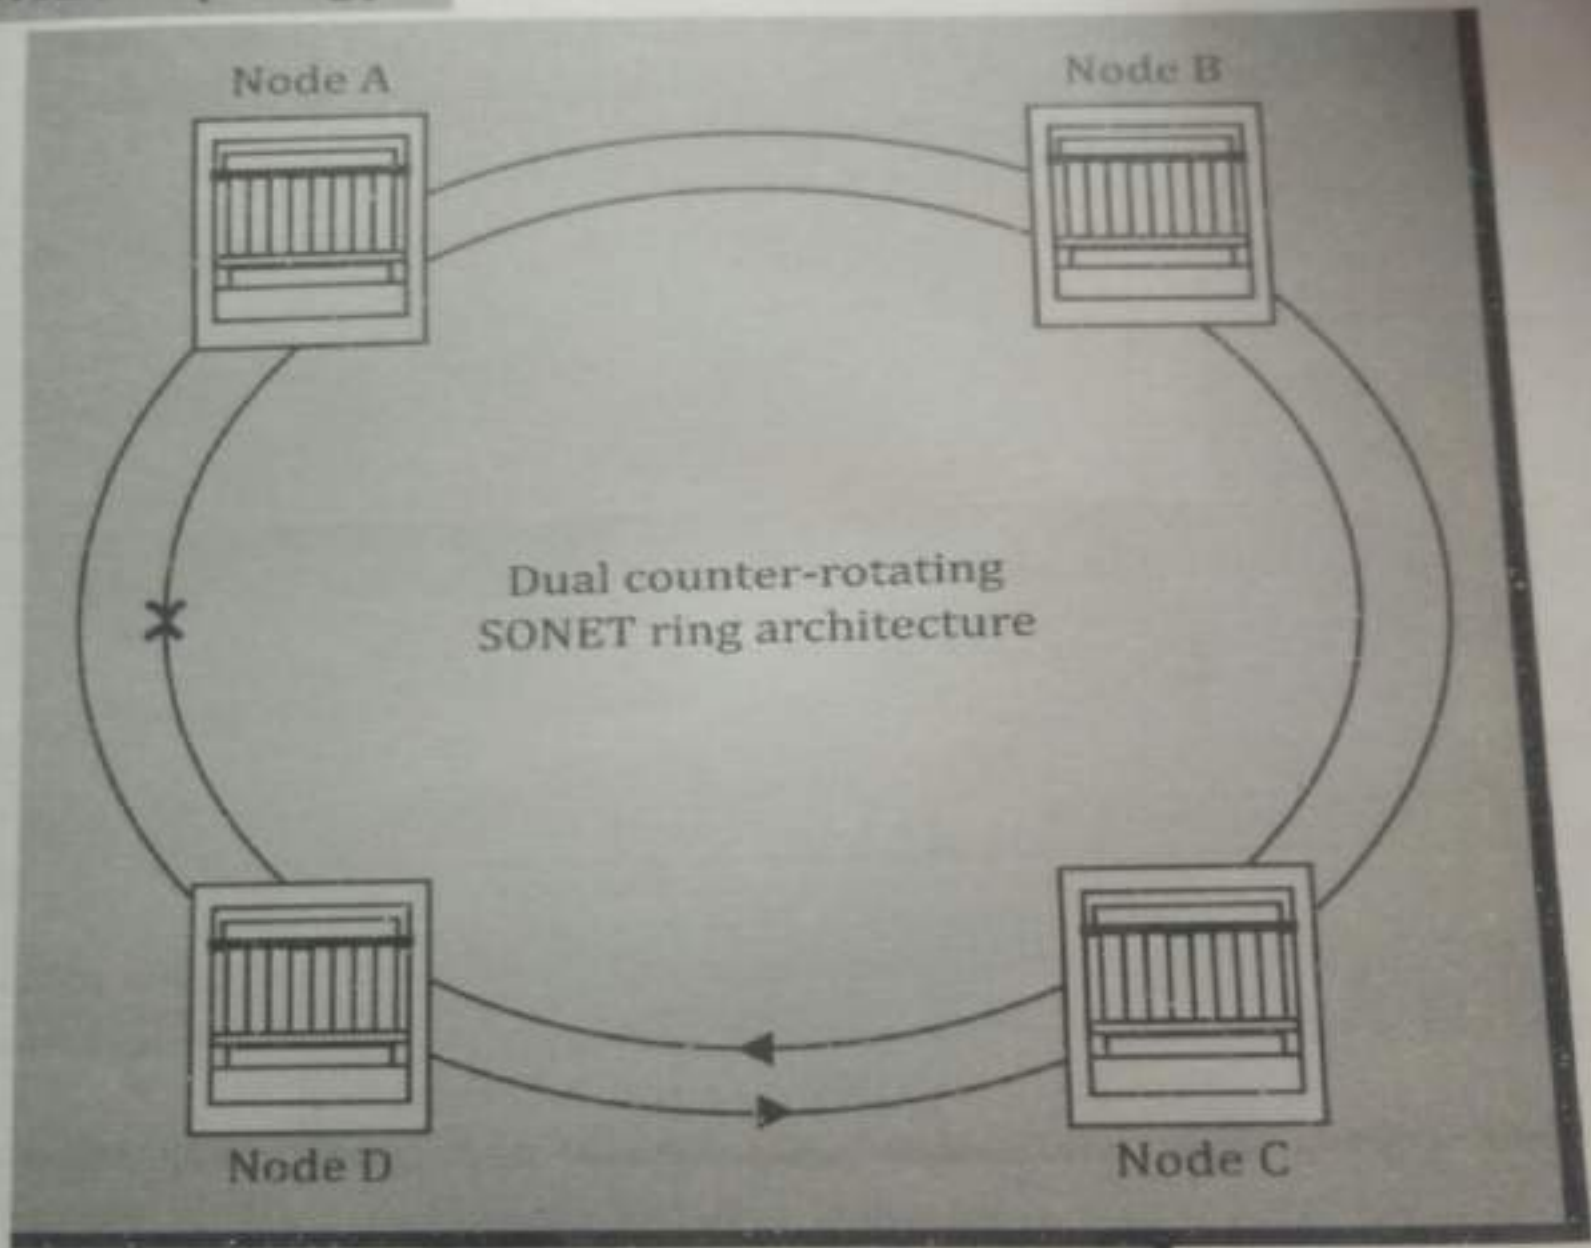 Node A
Node B
Dual counter-rotating
SONET ring architecture
Node D
Node C